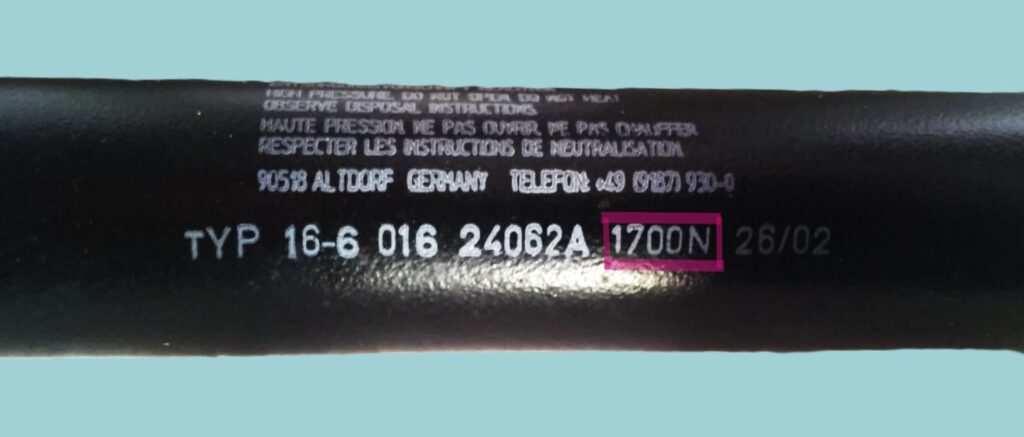 HIGH PRESSURE DO NOT OPEN, DO NOT HEAT
OBSERVE DISPOSAL INSTRUCTIONS
HAUTE PRESSION. NE PAS OUVRIR, NE PAS CHAUFFER
RESPECTER LES INSTRUCTIONS DE NEUTRALISATION
90518 ALTDORF GERMANY TELEFON: +49 (9187) 930-0
TYP 16-6 016 24062A 1700N 26/02